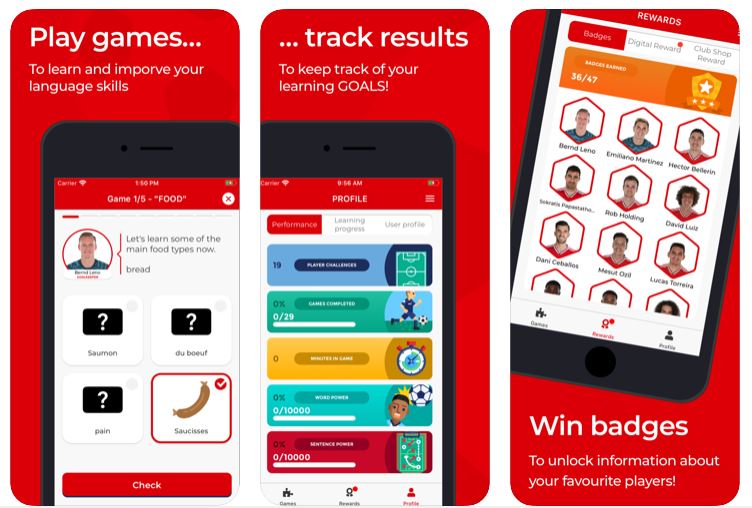 Play games...
To learn and imporve your
language skills
Carrier
1:56 PM
Game 1/5 - "FOOD"
Let's learn some of the
main food types now.
bread
Bernd Leno
GOALKEEPER
?
Saumon
?
du boeuf
?
pain
Saucisses
Check
... track results
To keep track of your
learning GOALS!
Carrier
9:56 AM
PROFILE
Performance
Learning
progress
User profile
19
PLAYER CHALLENGES
0%
GAMES COMPLETED
0/29
0
MINUTES IN GAME
0%
WORD POWER
0/10000
0%
SENTENCE POWER
0/10000
Games
Rewards
Profile
REWARDS
Badges
Digital Reward
Club Shop
Reward
BADGES EARNED
36/47
Bernd Leno
Emiliano Martinez
Hector Bellerin
Sokratis Papastatho...
Rob Holding
David Luiz
Dani Ceballos
Mesut Ozil
Lucas Torreira
Games
Rewards
Profile
Win badges
To unlock information about
your favourite players!